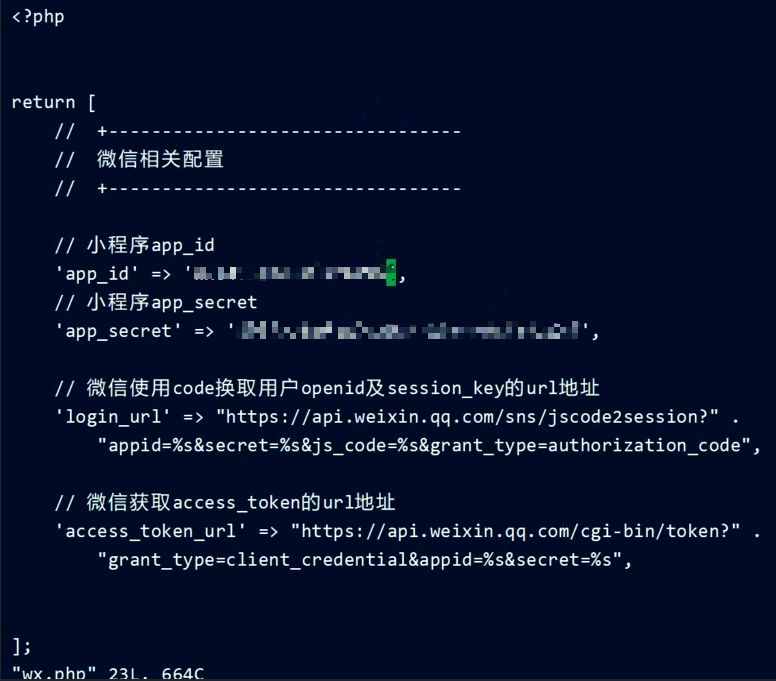 <?php
return [
//  +---------------------------------
//  微信相关配置
//  +---------------------------------
// 小程序app_id
'app_id' => '',
// 小程序app_secret
'app_secret' => '',
// 微信使用code换取用户openid及session_key的url地址
'login_url' => "https://api.weixin.qq.com/sns/jscode2session?" .
"appid=%s&secret=%s&js_code=%s&grant_type=authorization_code",
// 微信获取access_token的url地址
'access_token_url' => "https://api.weixin.qq.com/cgi-bin/token?" .
"grant_type=client_credential&appid=%s&secret=%s",
];
"wx.php" 23L, 664C